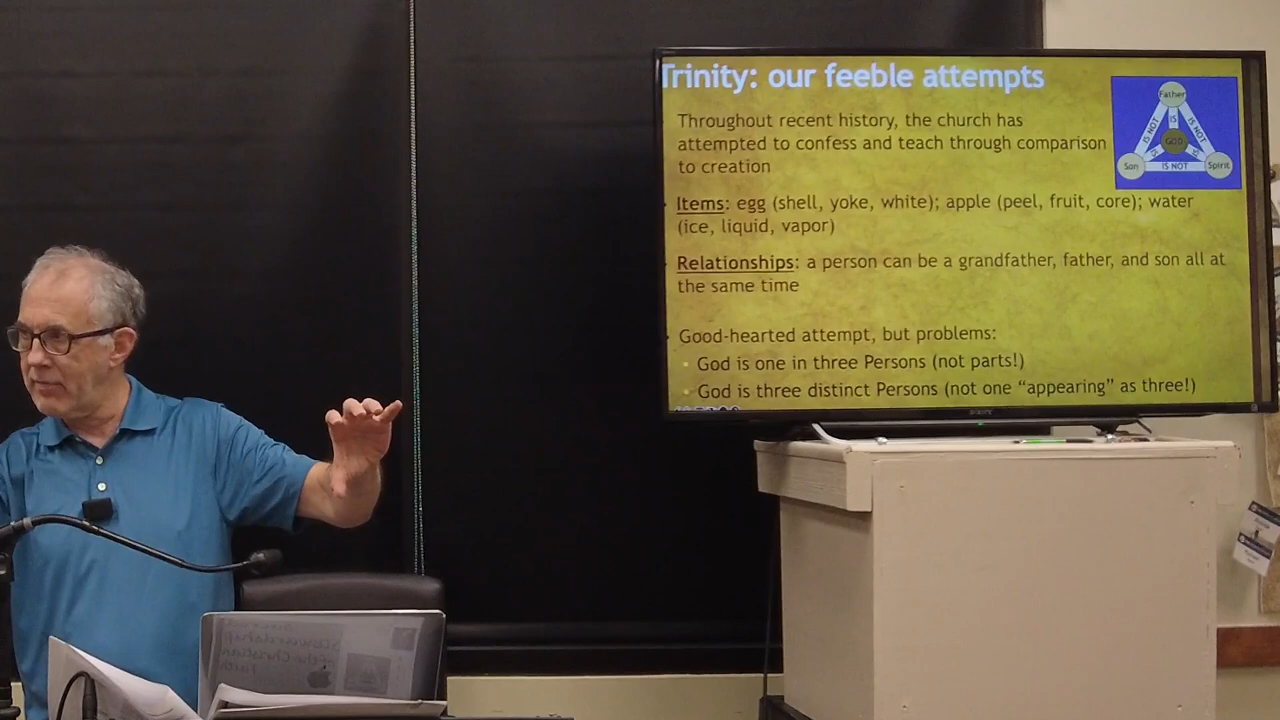 Trinity: our feeble attempts
Throughout recent history, the church has
attempted to confess and teach through comparison
to creation
Items: egg (shell, yoke, white); apple (peel, fruit, core); water
(ice, liquid, vapor)
Relationships: a person can be a grandfather, father, and son all at
the same time
Good-hearted attempt, but problems:
God is one in three Persons (not parts!)
God is three distinct Persons (not one “appearing” as three!)
Father
IS NOT
IS
IS NOT
GOD
IS
IS
Son
IS NOT
Spirit